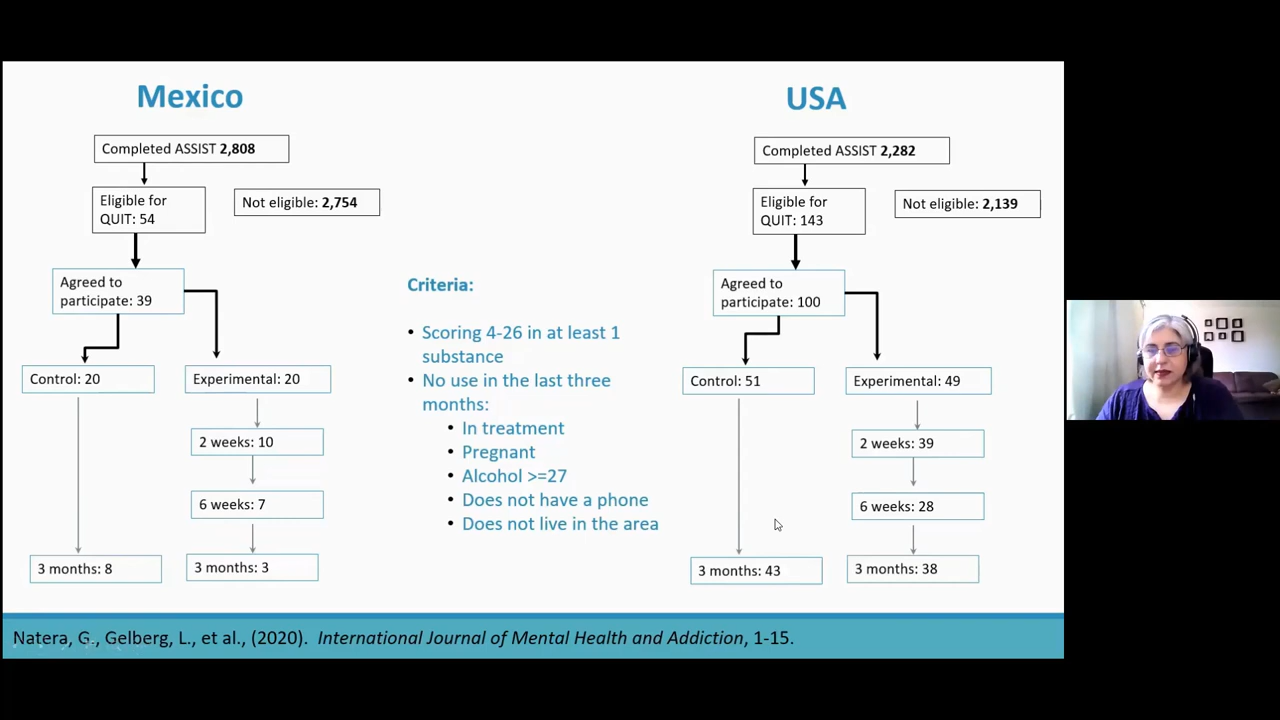 Mexico
Completed ASSIST 2,808
Eligible for
QUIT: 54
Not eligible: 2,754
Agreed to
participate: 39
Control: 20
Experimental: 20
2 weeks: 10
6 weeks: 7
3 months: 8
3 months: 3
Criteria:
• Scoring 4-26 in at least 1
substance
• No use in the last three
months:
• In treatment
• Pregnant
• Alcohol >=27
• Does not have a phone
• Does not live in the area
USA
Completed ASSIST 2,282
Eligible for
QUIT: 143
Not eligible: 2,139
Agreed to
participate: 100
Control: 51
Experimental: 49
2 weeks: 39
6 weeks: 28
3 months: 43
3 months: 38
Natera, G., Gelberg, L., et al., (2020). International Journal of Mental Health and Addiction, 1-15.